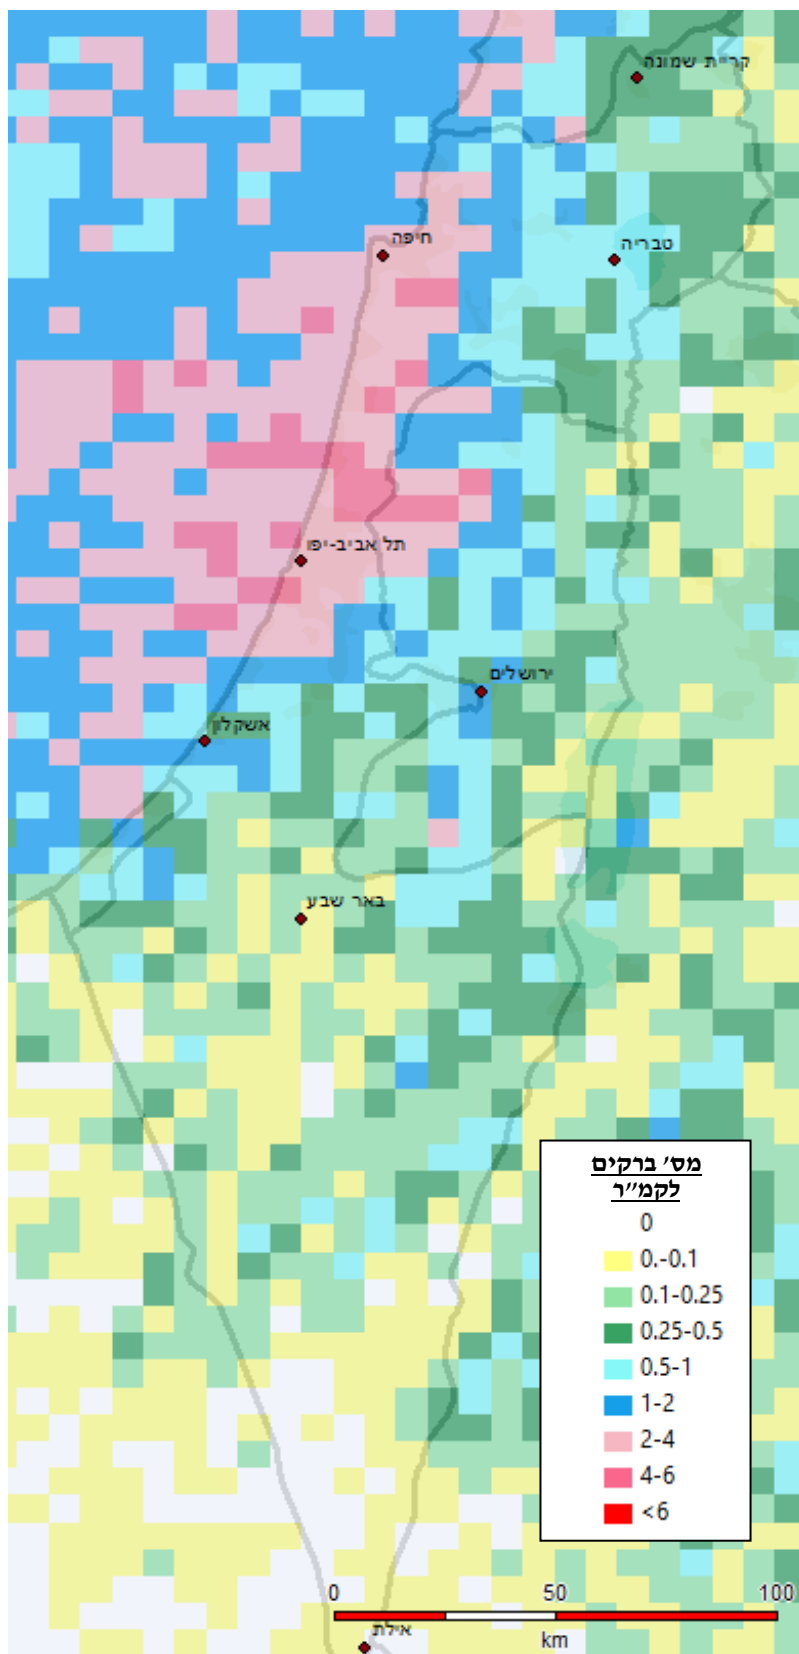 קריית שמונה
חיפה
טבריה
תל אביב-יפו
ירושלים
אשקלון
באר שבע
מס׳ ברקים
לקמ״ר
0
0.-0.1
0.1-0.25
0.25-0.5
0.5-1
1-2
2-4
4-6
<6
0 50 100
km
אילת